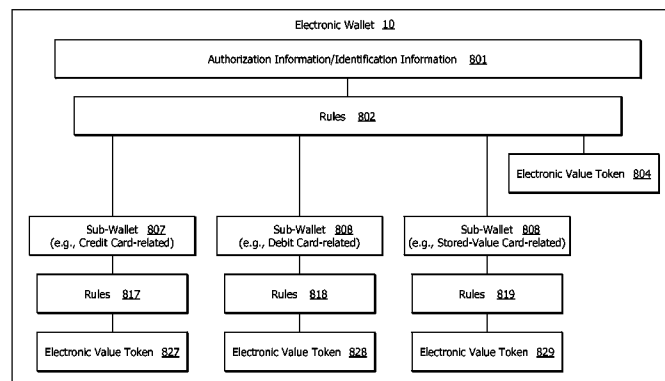 Electronic Wallet 10
Authorization Information/Identification Information 801
Rules 802
Electronic Value Token 804
Sub-Wallet 807
(e.g., Credit Card-related)
Sub-Wallet 808
(e.g., Debit Card-related)
Sub-Wallet 808
(e.g., Stored-Value Card-related)
Rules 817
Rules 818
Rules 819
Electronic Value Token 827
Electronic Value Token 828
Electronic Value Token 829